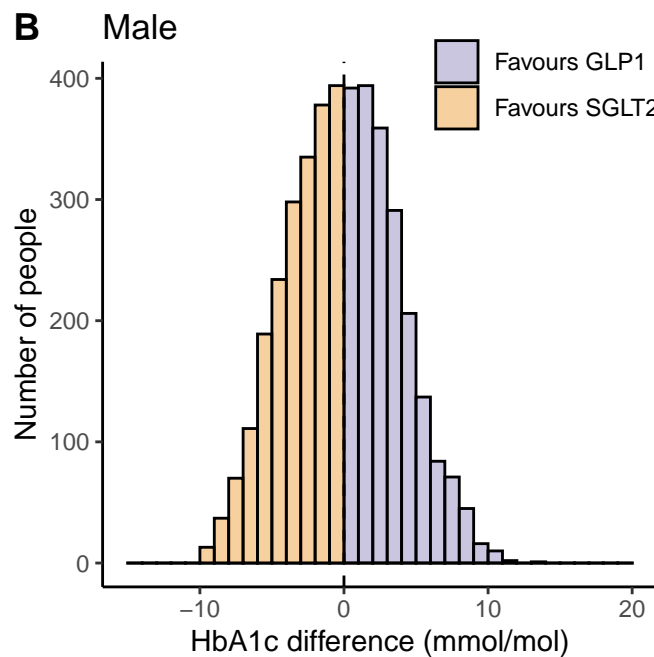 B Male
Favours GLP1
Favours SGLT2
400
300
200
100
0
Number of people
−10 0 10 20
HbA1c difference (mmol/mol)